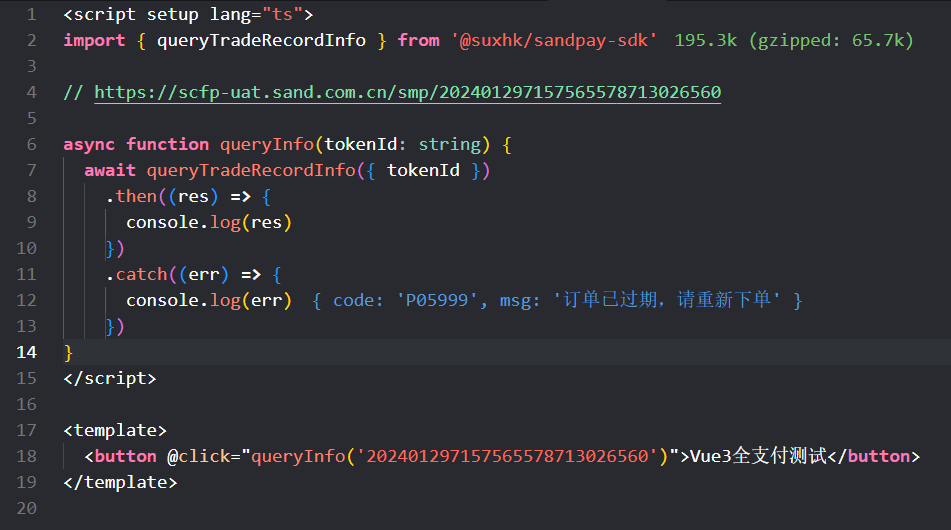 1 <script setup lang="ts">
2 import { queryTradeRecordInfo } from '@suxhk/sandpay-sdk' 195.3k (gzipped: 65.7k)
3
4 // https://scfp-uat.sand.com.cn/smp/2024012971575655787130265​60
5
6 async function queryInfo(tokenId: string) {
7 await queryTradeRecordInfo({ tokenId })
8 .then((res) => {
9 console.log(res)
10 })
11 .catch((err) => {
12 console.log(err) { code: 'P05999', msg: '订单已过期，请重新下单' }
13 })
14 }
15 </script>
16
17 <template>
18 <button @click="queryInfo('202401297157565578713026560')">Vue3全支付测试</button>
19 </template>
20